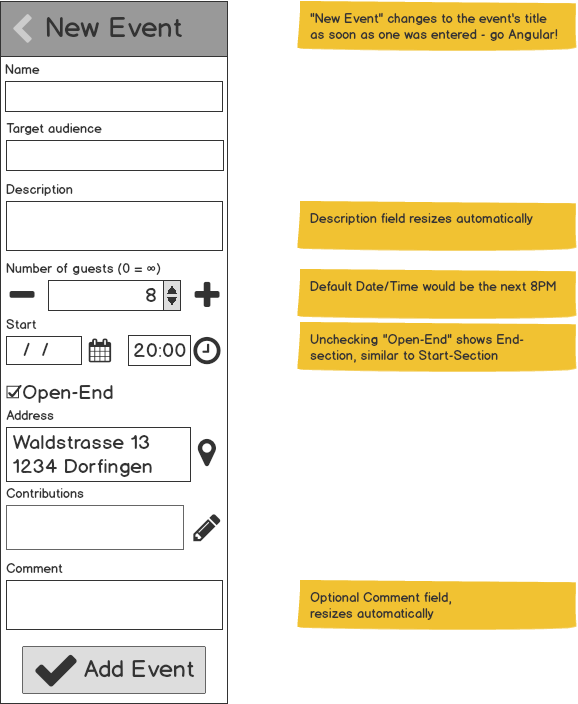 New Event
"New Event" changes to the event's title
as soon as one was entered - go Angular!
Name
Target audience
Description
Description field resizes automatically
Number of guests (0 = ∞)
8
Default Date/Time would be the next 8PM
Start
/ /
20:00
Unchecking "Open-End" shows End-
section, similar to Start-Section
Open-End
Address
Waldstrasse 13
1234 Dorfingen
Contributions
Comment
Optional Comment field,
resizes automatically
Add Event